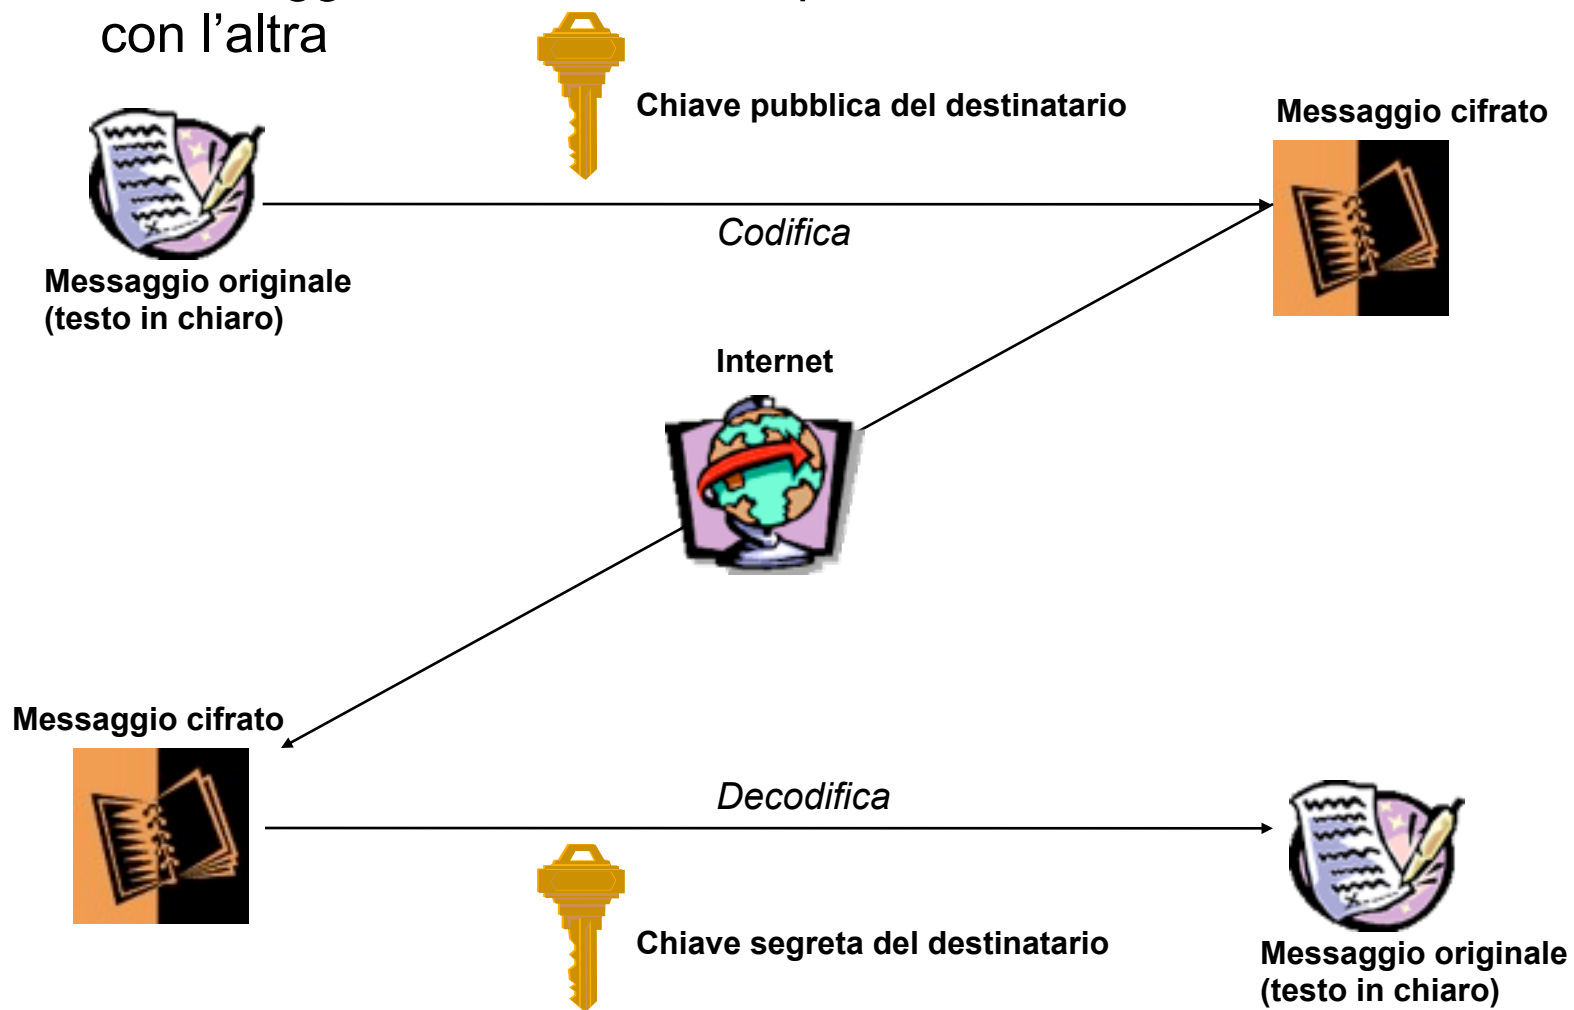 con l’altra
Chiave pubblica del destinatario
Messaggio cifrato
Codifica
Messaggio originale
(testo in chiaro)
Internet
Messaggio cifrato
Decodifica
Chiave segreta del destinatario
Messaggio originale
(testo in chiaro)